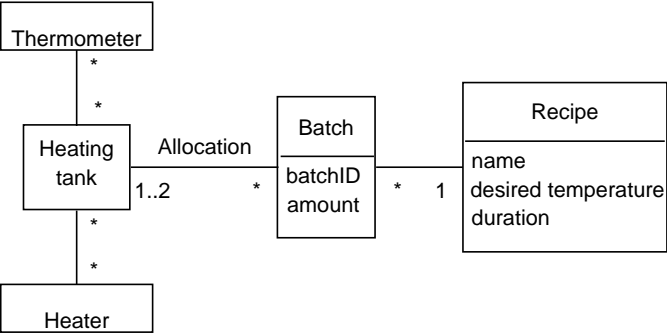 Thermometer
*
*
Heating
tank
Allocation
1..2
*
Batch
batchID
amount
*
1
Recipe
name
desired temperature
duration
*
*
Heater